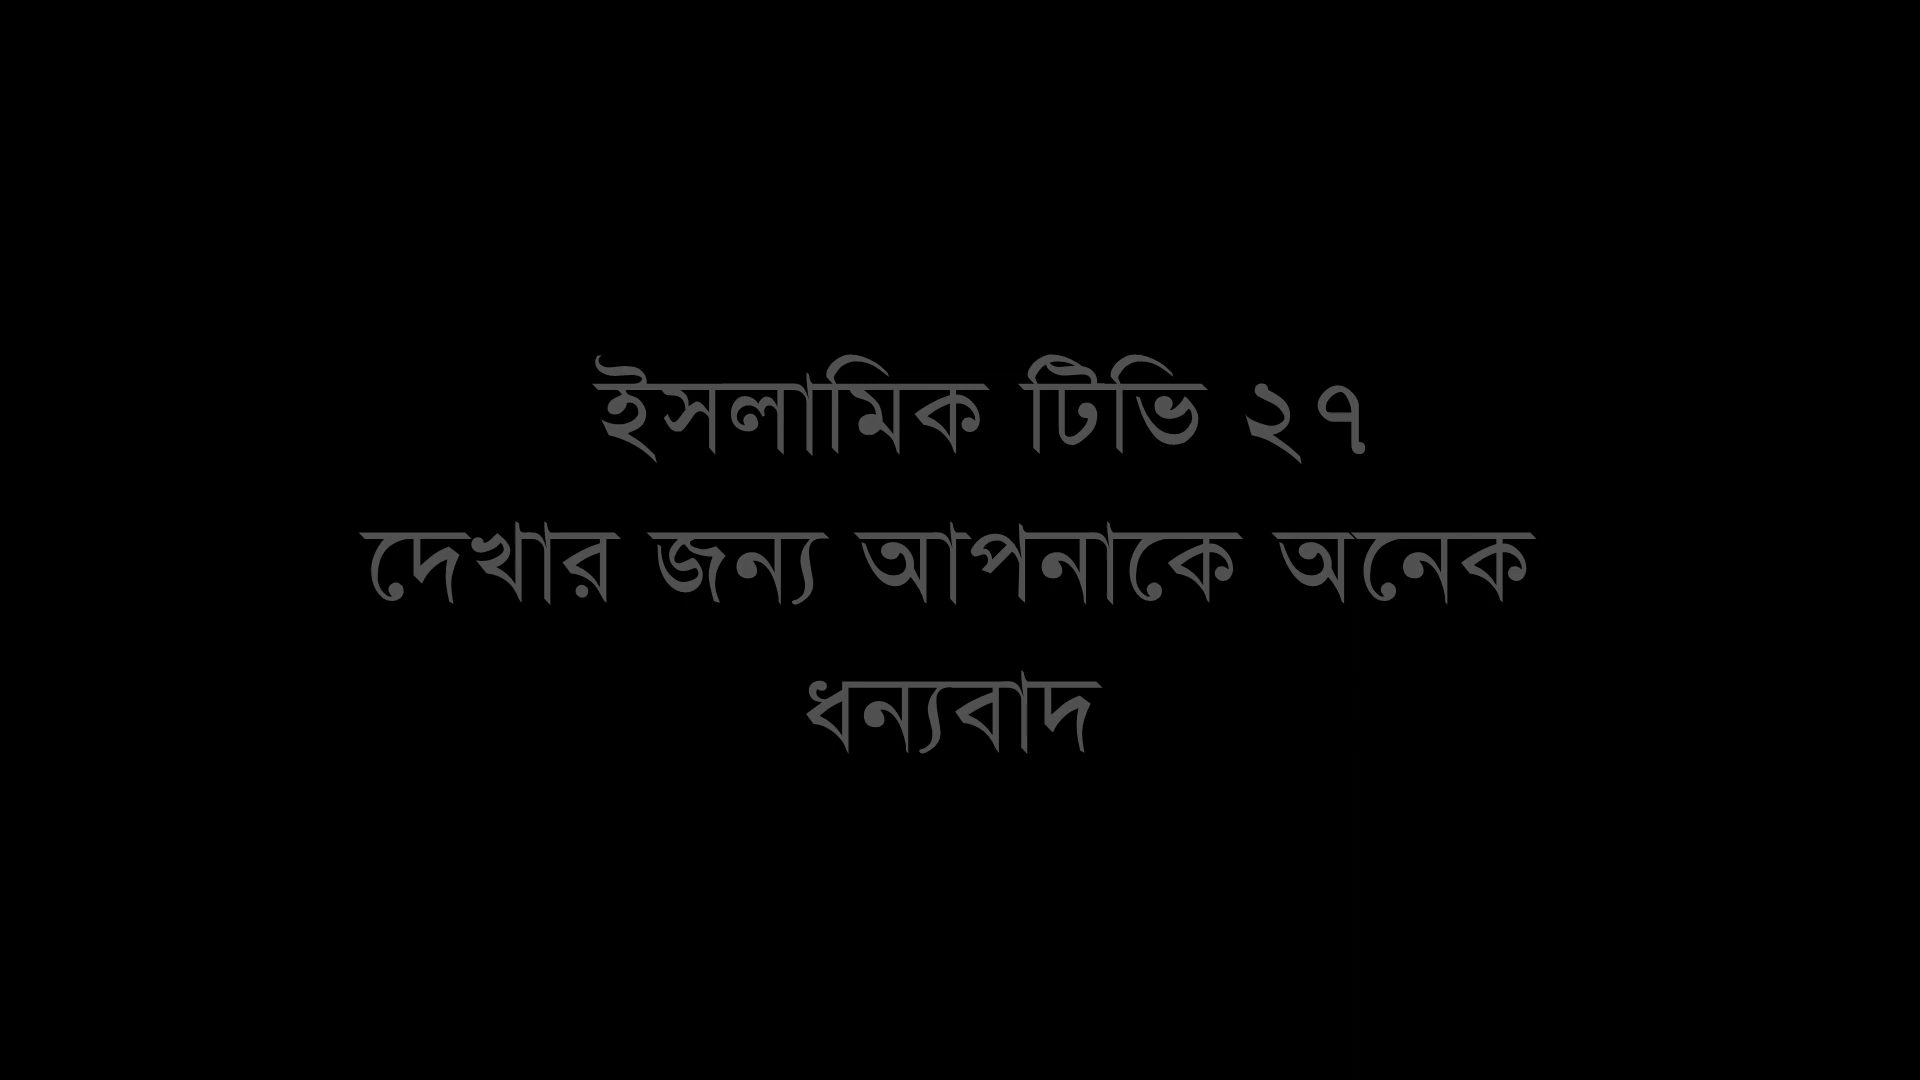 ইসলামিক টিভি ২৭
দেখার জন্য আপনাকে অনেক
ধন্যবাদ